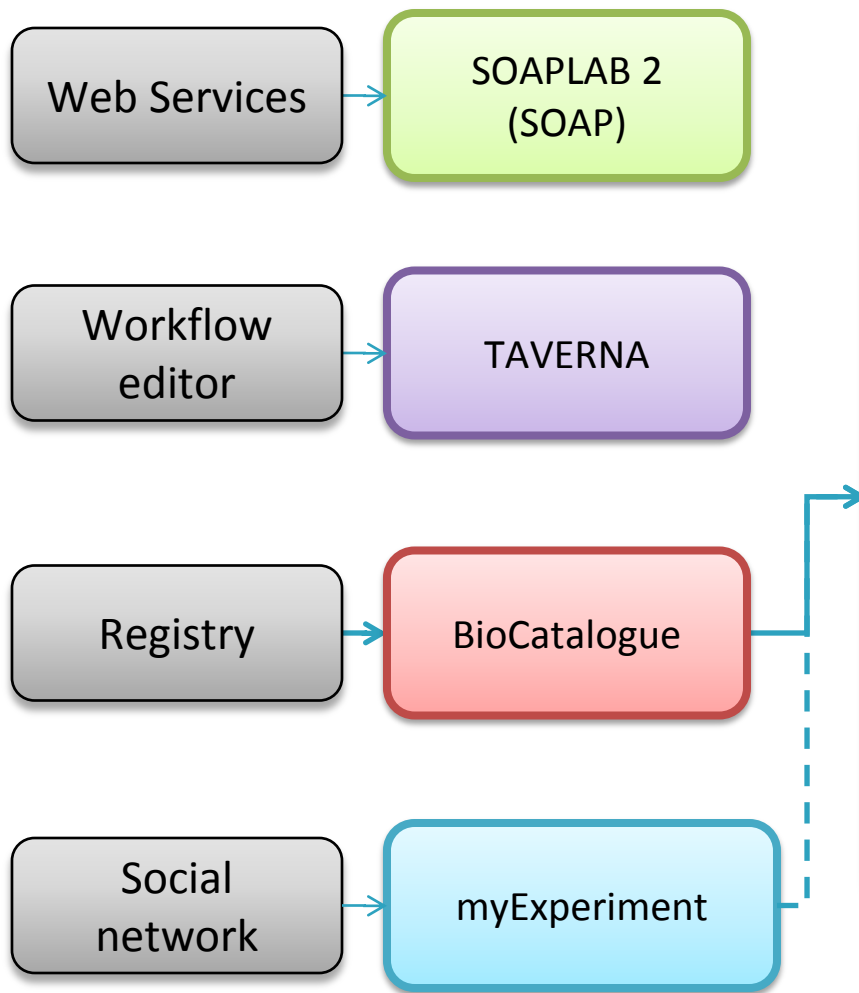 Web Services
SOAPLAB 2
(SOAP)
Workflow
editor
TAVERNA
Registry
BioCatalogue
Social
network
myExperiment